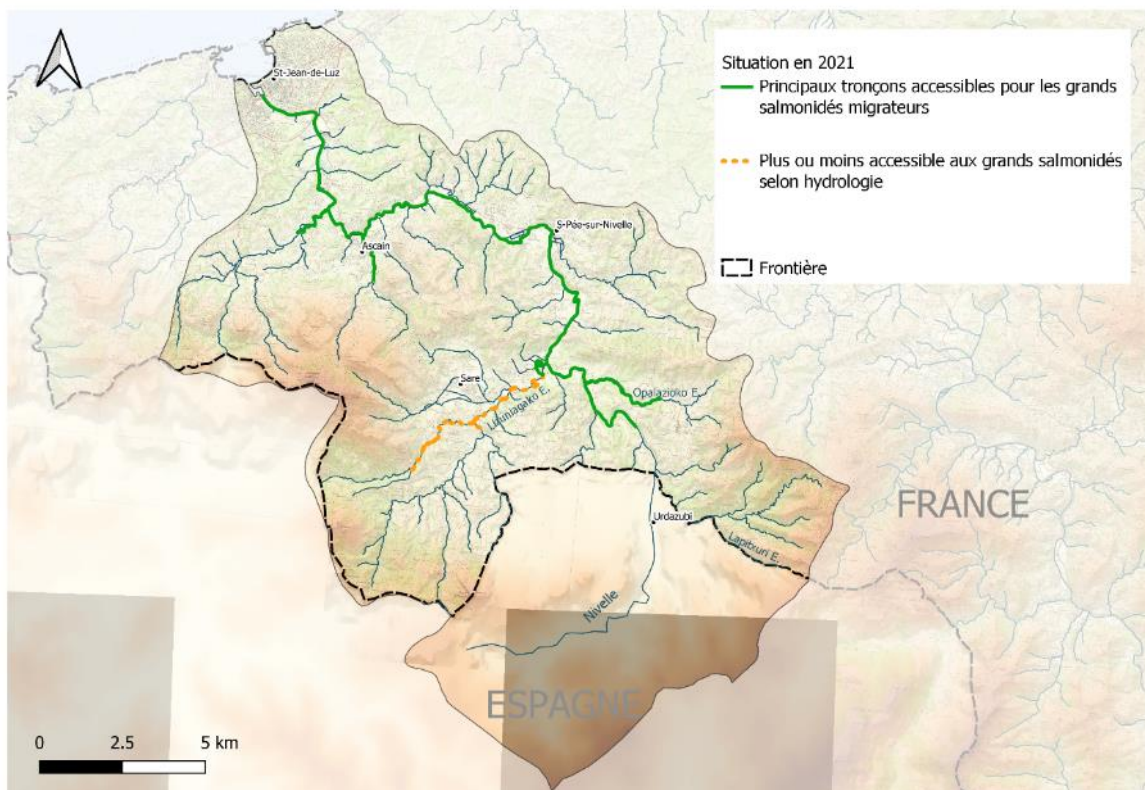 Situation en 2021
Principaux tronçons accessibles pour les grands
salmonidés migrateurs
Plus ou moins accessible aux grands salmonidés
selon hydrologie
Frontière
St-Jean-de-Luz
S-Pée-sur-Nivelle
Ascain
Sare
Opalazioko E.
FRANCE
Urdazubi
Lapitxuri E.
Nivelle
ESPAGNE
0 2.5 5 km